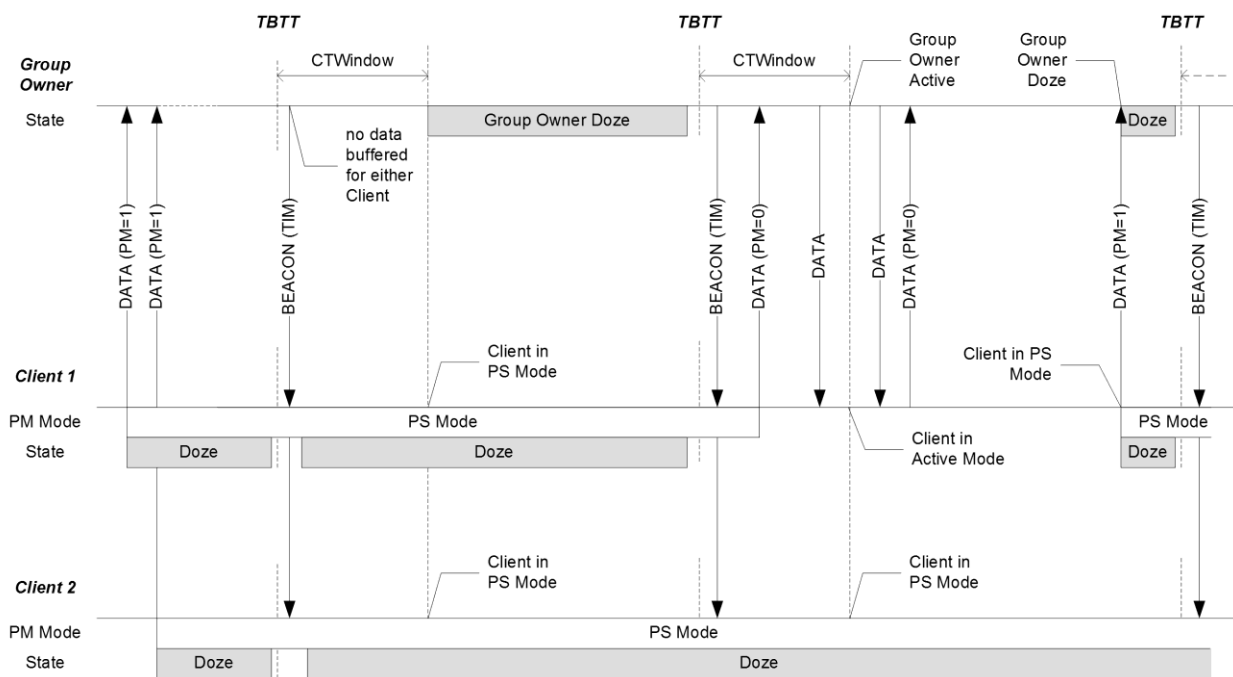 TBTT
TBTT
TBTT
Group
Owner
CTWindow
CTWindow
Group
Owner
Active
Group
Owner
Doze
State
Group Owner Doze
Doze
no data
buffered
for either
Client
DATA (PM=1)
DATA (PM=1)
BEACON (TIM)
BEACON (TIM)
DATA (PM=0)
DATA
DATA
DATA (PM=0)
DATA (PM=1)
BEACON (TIM)
Client in
PS Mode
Client in PS
Mode
Client 1
PM Mode
PS Mode
PS Mode
State
Doze
Doze
Client in
Active Mode
Doze
Client in
PS Mode
Client in
PS Mode
Client 2
PM Mode
PS Mode
State
Doze
Doze